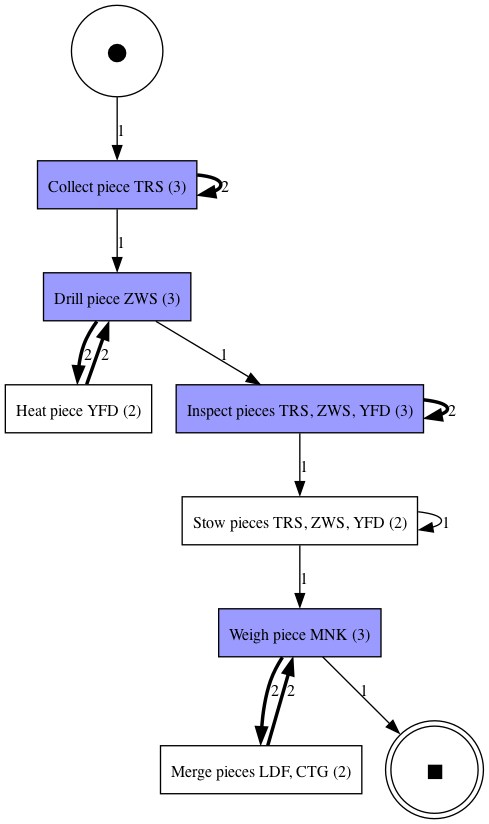 1
Collect piece TRS (3)
2
1
Drill piece ZWS (3)
2
2
1
Heat piece YFD (2)
Inspect pieces TRS, ZWS, YFD (3)
2
1
Stow pieces TRS, ZWS, YFD (2)
1
1
Weigh piece MNK (3)
2
2
1
Merge pieces LDF, CTG (2)